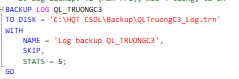 BACKUP LOG QL_TRUONGC3
TO DISK = 'C:\HQT CSDL\Backup\QLTruongC3_Log.trn'
WITH
NAME = 'Log backup QL_TRUONGC3',
SKIP,
STATS = 5;
GO